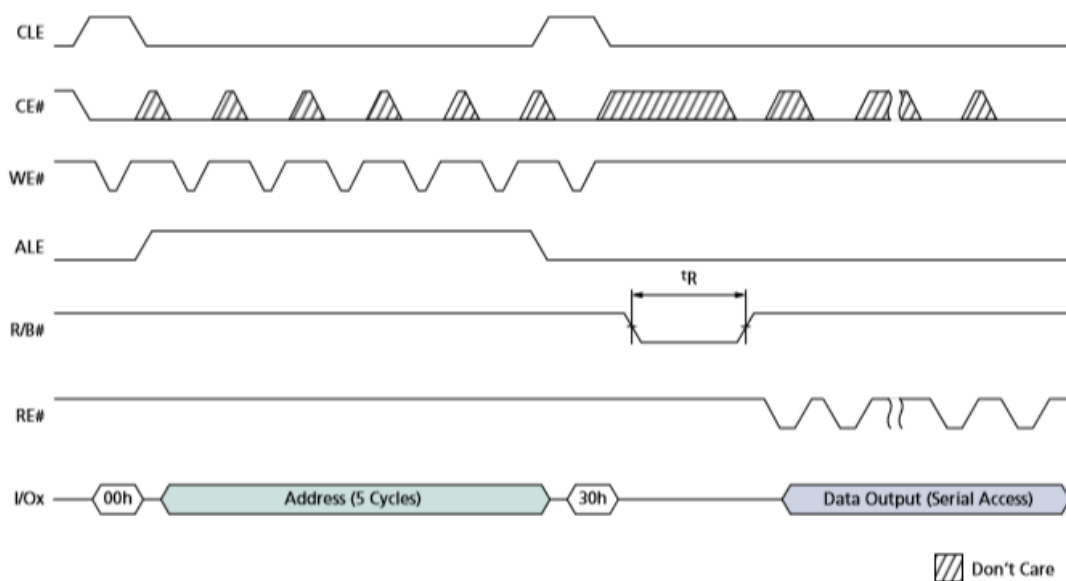 CLE
CE#
WE#
ALE
tR
R/B#
RE#
I/Ox 00h Address (5 Cycles) 30h Data Output (Serial Access)
Don't Care